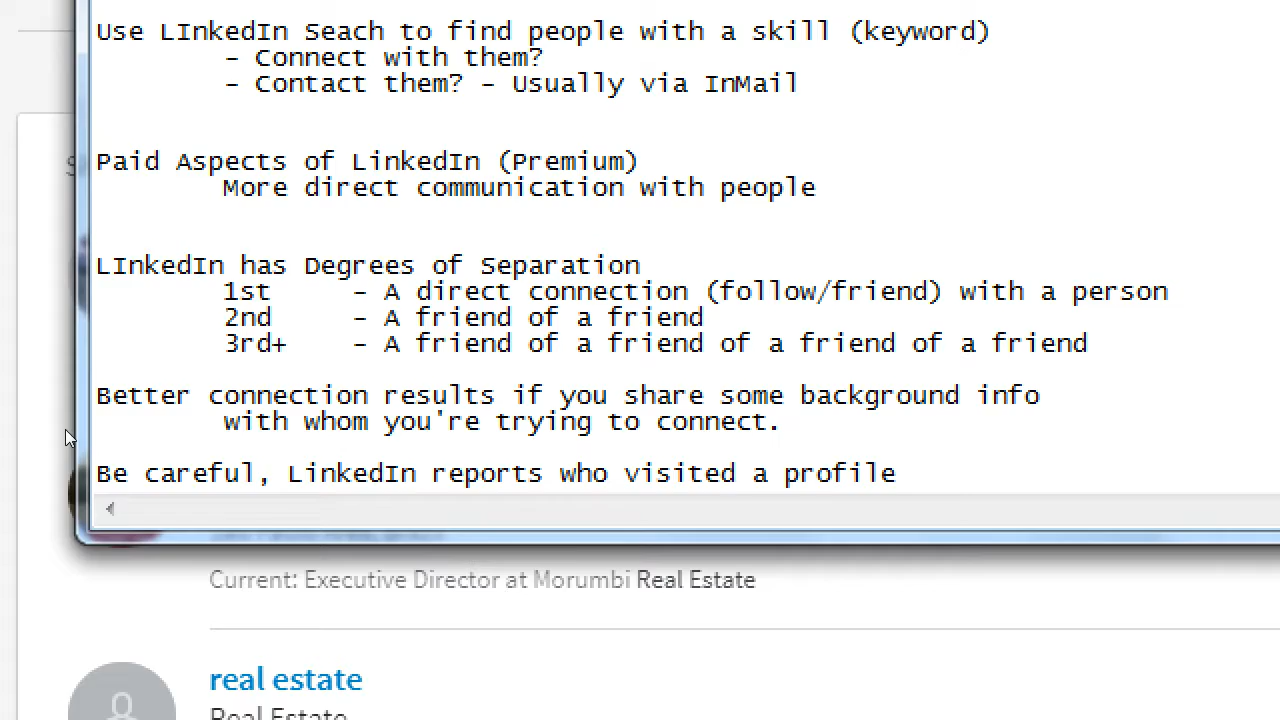 Use LInkedIn Seach to find people with a skill (keyword)
- Connect with them?
- Contact them? - Usually via InMail
Paid Aspects of LinkedIn (Premium)
More direct communication with people
LInkedIn has Degrees of Separation
1st - A direct connection (follow/friend) with a person
2nd - A friend of a friend
3rd+ - A friend of a friend of a friend of a friend
Better connection results if you share some background info
with whom you're trying to connect.
Be careful, LinkedIn reports who visited a profile
Current: Executive Director at Morumbi Real Estate
real estate
Real Estate